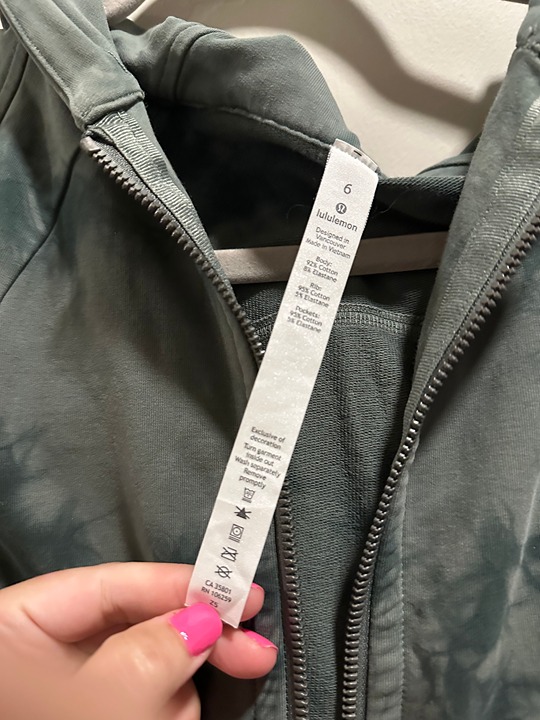 6
lululemon
Designed in
Vancouver
Made in Vietnam
Body:
92% Cotton
8% Elastane
Rib:
95% Cotton
5% Elastane
Pockets:
95% Cotton
5% Elastane
Exclusive of
decoration
Turn garment
inside out
Wash separately
Remove
promptly
CA 35801
RN 106259
ZS